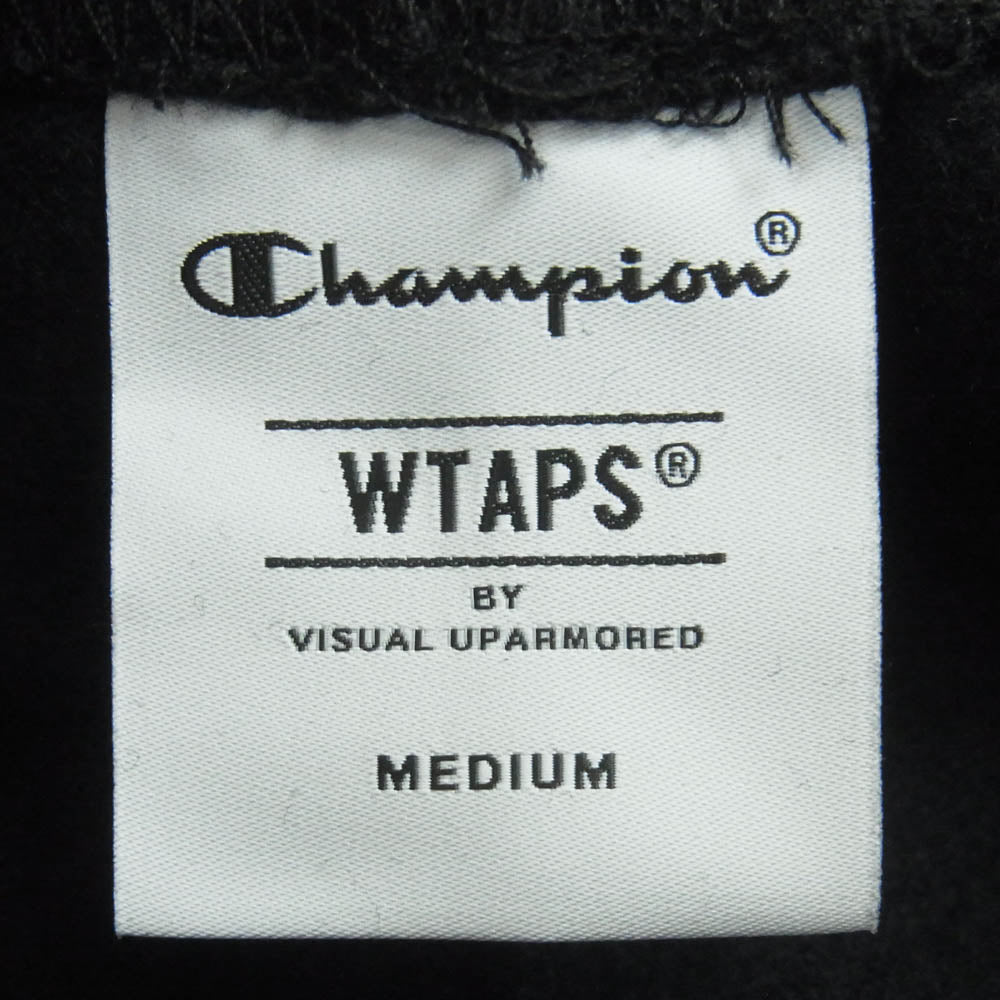 Champion®
WTAPS®
BY
VISUAL UPARMORED
MEDIUM